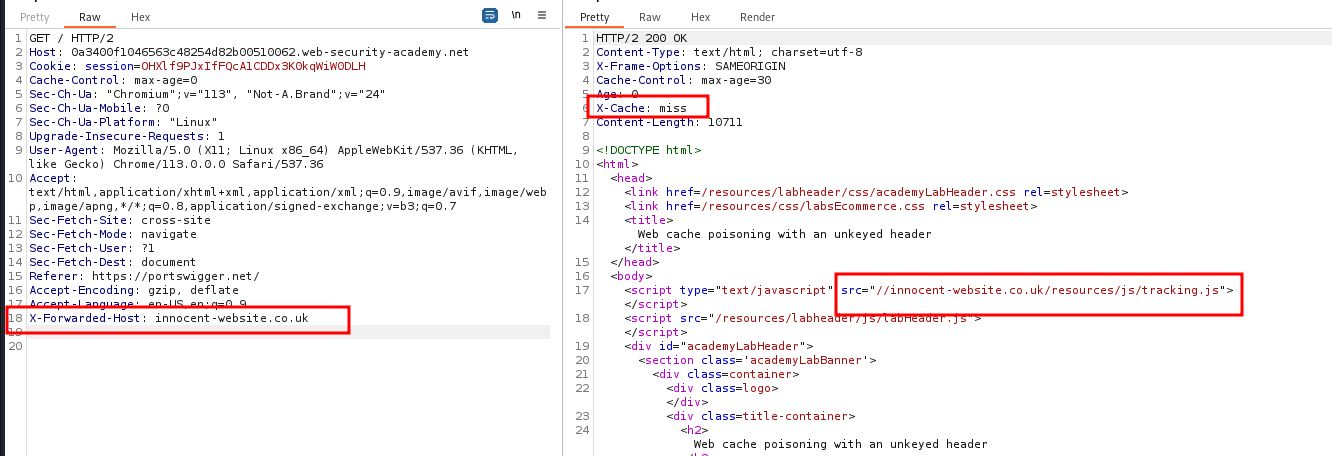 Pretty Raw Hex
\n
1 GET / HTTP/2
2 Host: 0a3400f1046563c48254d82b00510062.web-security-academy.net
3 Cookie: session=OHXlf9PJxIfFQcAlCDDx3K0kqWiW0DLH
4 Cache-Control: max-age=0
5 Sec-Ch-Ua: "Chromium";v="113", "Not-A.Brand";v="24"
6 Sec-Ch-Ua-Mobile: ?0
7 Sec-Ch-Ua-Platform: "Linux"
8 Upgrade-Insecure-Requests: 1
9 User-Agent: Mozilla/5.0 (X11; Linux x86_64) AppleWebKit/537.36 (KHTML,
like Gecko) Chrome/113.0.0.0 Safari/537.36
10 Accept:
text/html,application/xhtml+xml,application/xml;q=0.9,image/avif,image/web
p,image/apng,*/*;q=0.8,application/signed-exchange;v=b3;q=0.7
11 Sec-Fetch-Site: cross-site
12 Sec-Fetch-Mode: navigate
13 Sec-Fetch-User: ?1
14 Sec-Fetch-Dest: document
15 Referer: https://portswigger.net/
16 Accept-Encoding: gzip, deflate
17 Accept-Language: en-US,en;q=0.9
18 X-Forwarded-Host: innocent-website.co.uk
19
20
Pretty Raw Hex Render
1 HTTP/2 200 OK
2 Content-Type: text/html; charset=utf-8
3 X-Frame-Options: SAMEORIGIN
4 Cache-Control: max-age=30
5 Age: 0
6 X-Cache: miss
7 Content-Length: 10711
8
9 <!DOCTYPE html>
10 <html>
11 <head>
12 <link href=/resources/labheader/css/academyLabHeader.css rel=stylesheet>
13 <link href=/resources/css/labsEcommerce.css rel=stylesheet>
14 <title>
Web cache poisoning with an unkeyed header
</title>
15 </head>
16 <body>
17 <script type="text/javascript" src="//innocent-website.co.uk/resources/js/tracking.js">
</script>
18 <script src="/resources/labheader/js/labHeader.js">
</script>
19 <div id="academyLabHeader">
20 <section class='academyLabBanner'>
21 <div class=container>
22 <div class=logo>
</div>
23 <div class=title-container>
24 <h2>
Web cache poisoning with an unkeyed header